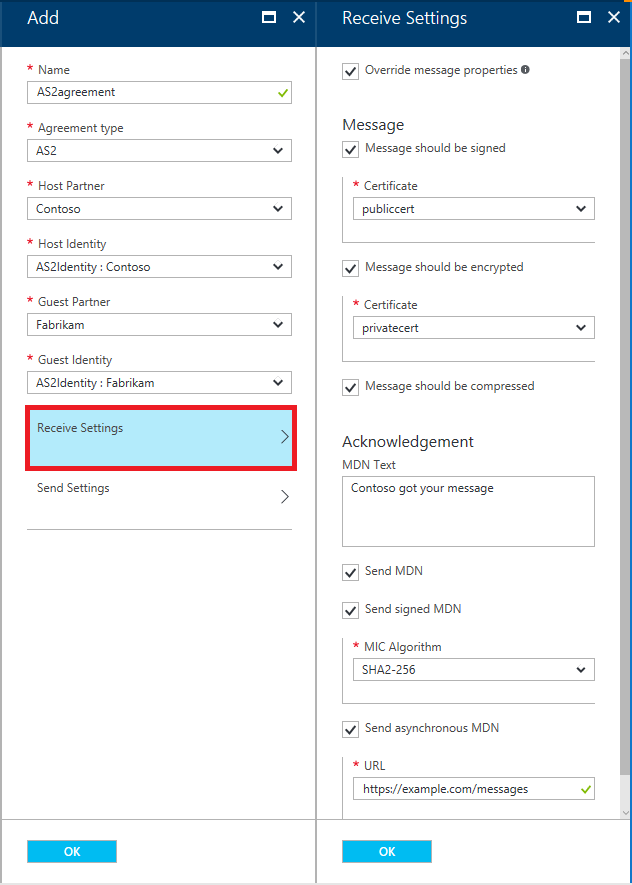 Add
* Name
AS2agreement
* Agreement type
AS2
* Host Partner
Contoso
* Host Identity
AS2Identity : Contoso
* Guest Partner
Fabrikam
* Guest Identity
AS2Identity : Fabrikam
Receive Settings
Send Settings
OK
Receive Settings
Override message properties
Message
Message should be signed
* Certificate
publiccert
Message should be encrypted
* Certificate
privatecert
Message should be compressed
Acknowledgement
MDN Text
Contoso got your message
Send MDN
Send signed MDN
* MIC Algorithm
SHA2-256
Send asynchronous MDN
* URL
https://example.com/messages
OK